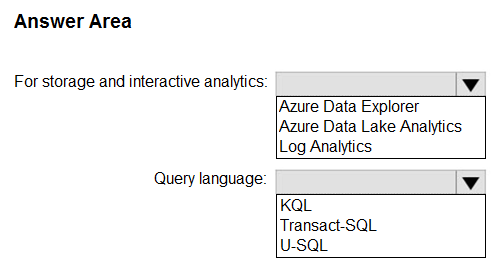 Answer Area
For storage and interactive analytics:
Azure Data Explorer
Azure Data Lake Analytics
Log Analytics
Query language:
KQL
Transact-SQL
U-SQL